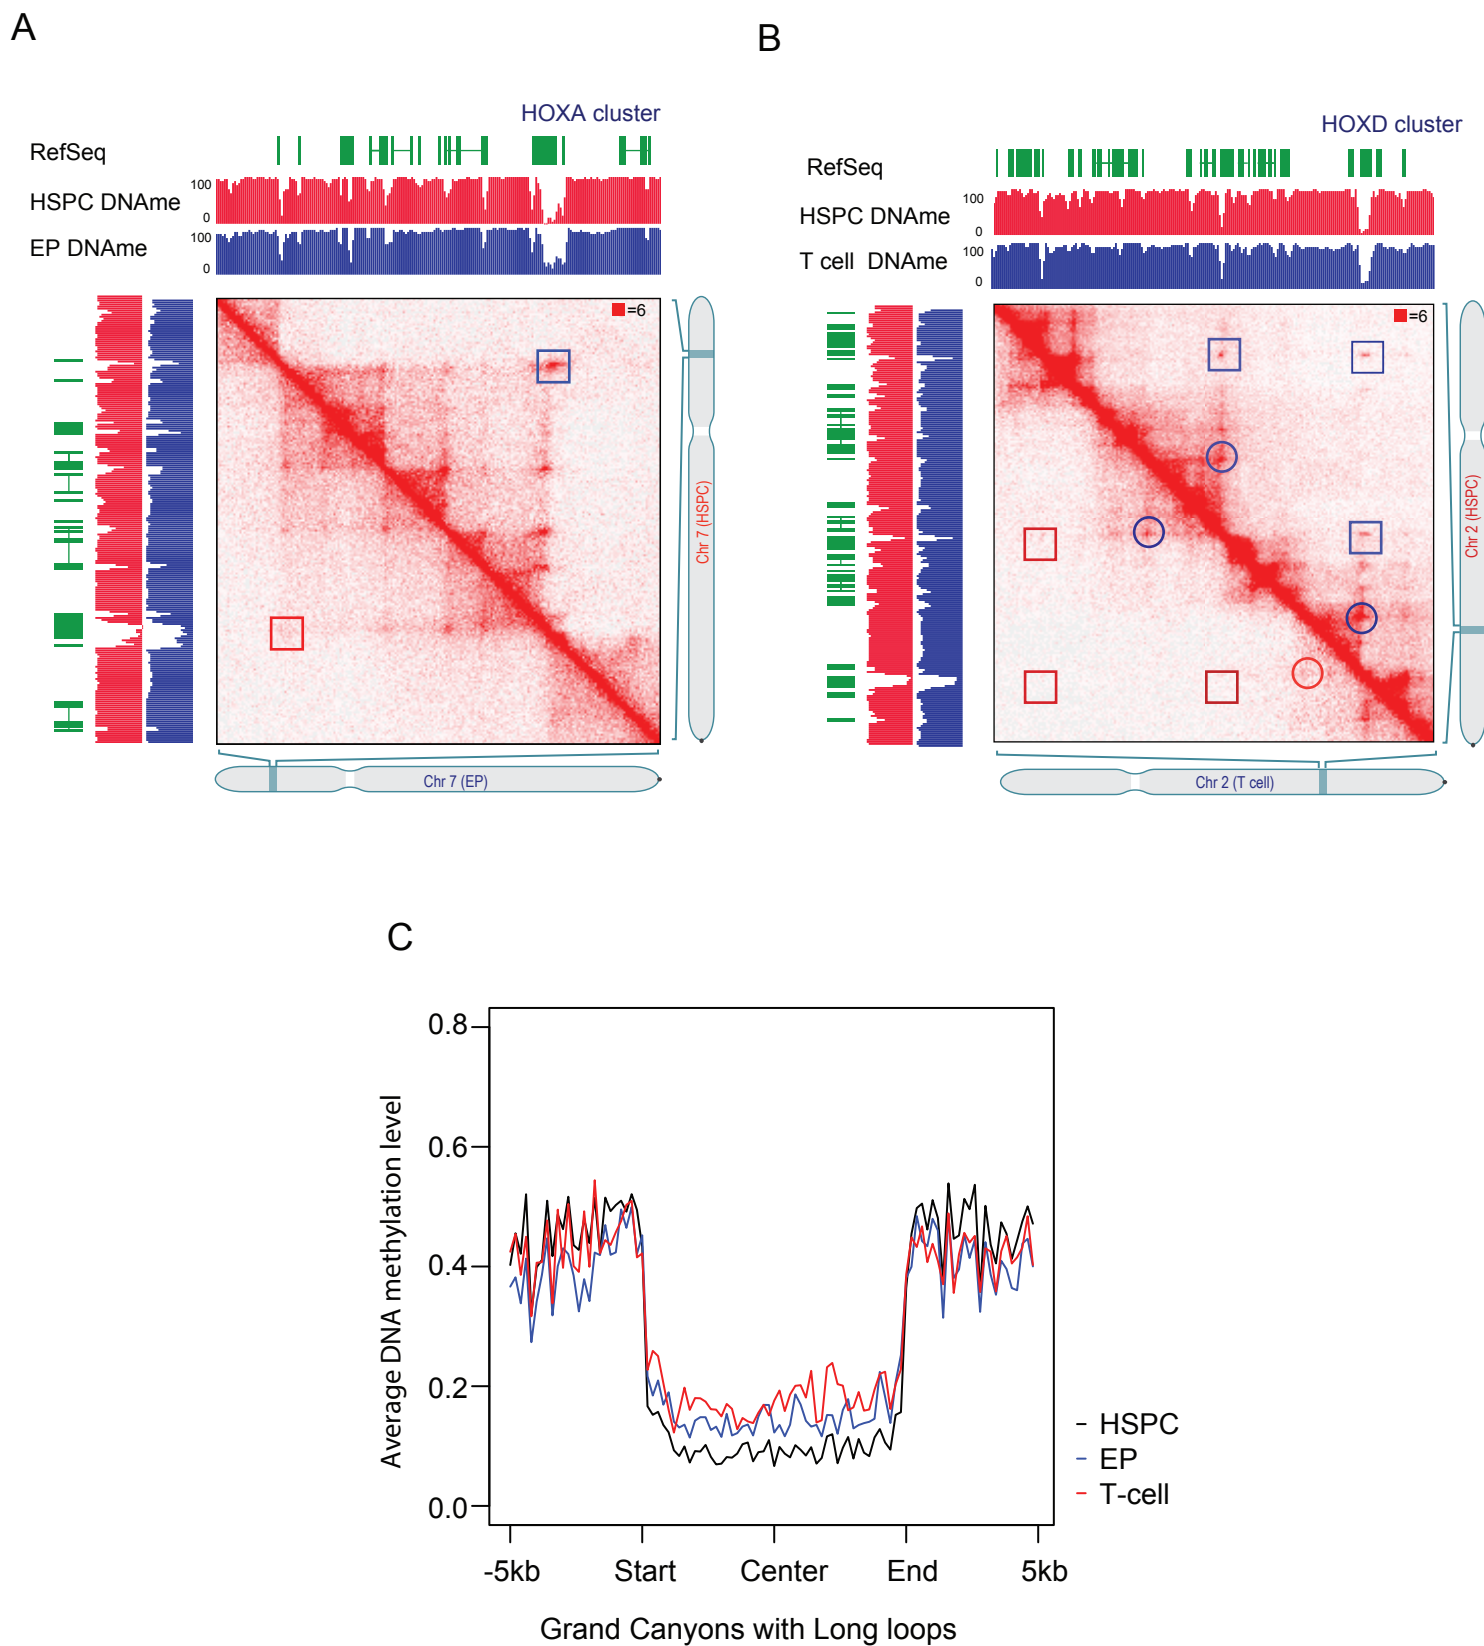 A
HOXA cluster
RefSeq
HSPC DNAme
100
0
EP DNAme
100
0
=6
Chr 7 (HSPC)
Chr 7 (EP)
B
HOXD cluster
RefSeq
HSPC DNAme
100
0
T cell DNAme
100
0
=6
Chr 2 (HSPC)
Chr 2 (T cell)
C
Average DNA methylation level
0.8
0.6
0.4
0.2
0.0
-5kb Start Center End 5kb
Grand Canyons with Long loops
HSPC
EP
T-cell